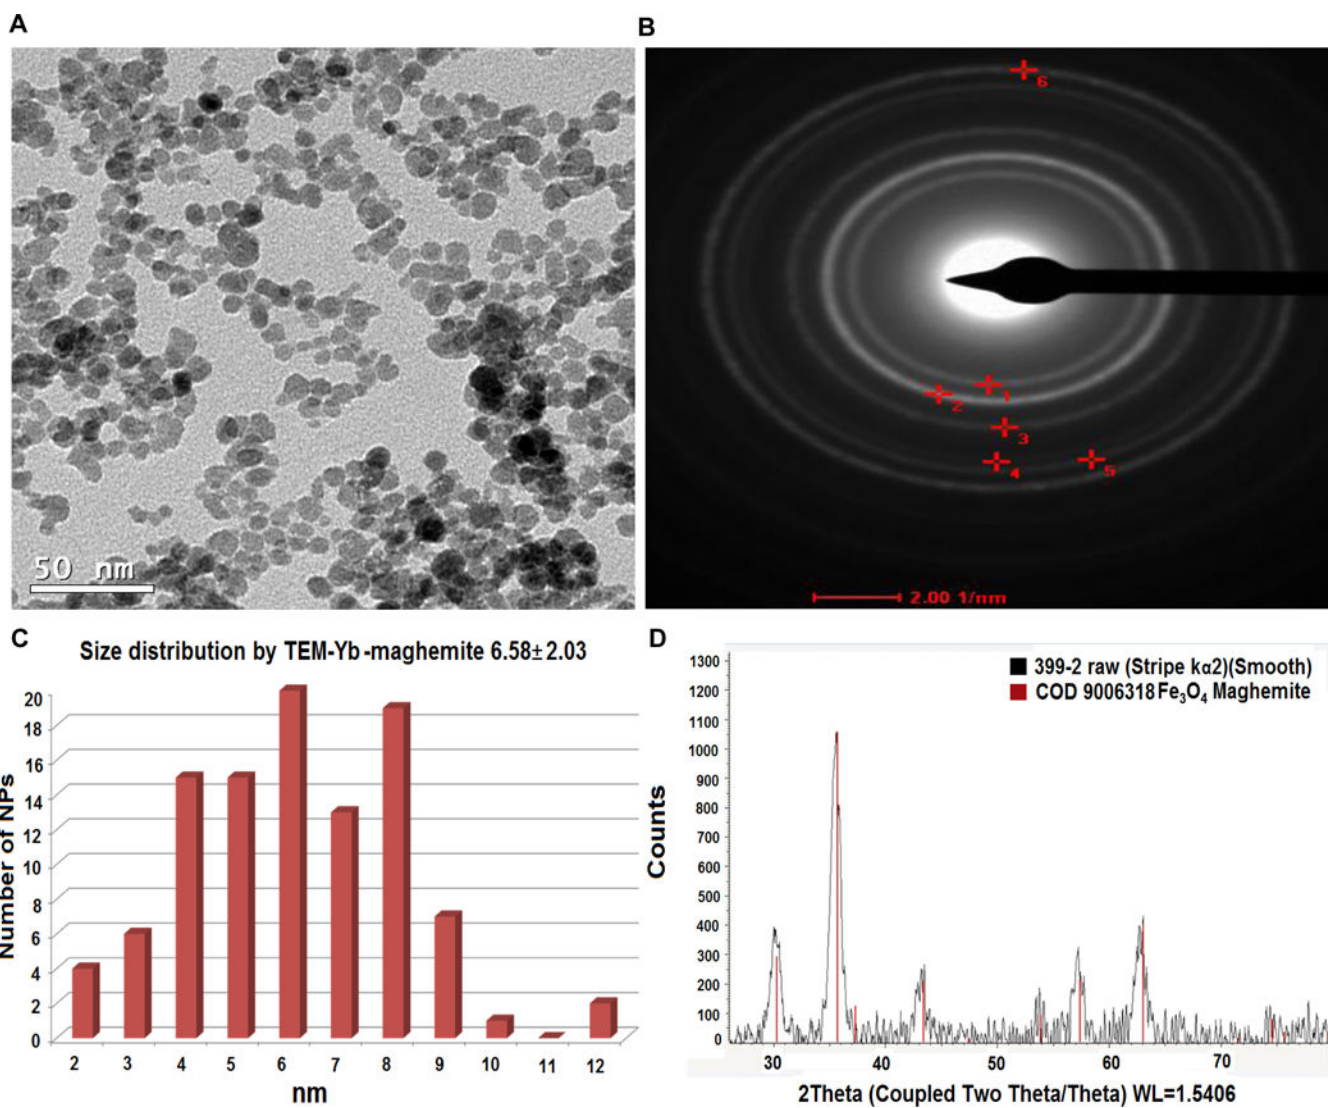 A
B
50 nm
6
1
2
3
4
5
2.00 1/nm
C
Size distribution by TEM-Yb-maghemite 6.58±2.03
Number of NPs
20
18
16
14
12
10
8
6
4
2
0
2 3 4 5 6 7 8 9 10 11 12
nm
D
399-2 raw (Stripe kα2)(Smooth)
COD 9006318 Fe₃O₄ Maghemite
Counts
1300
1200
1100
1000
900
800
700
600
500
400
300
200
100
0
30 40 50 60 70
2Theta (Coupled Two Theta/Theta) WL=1.5406